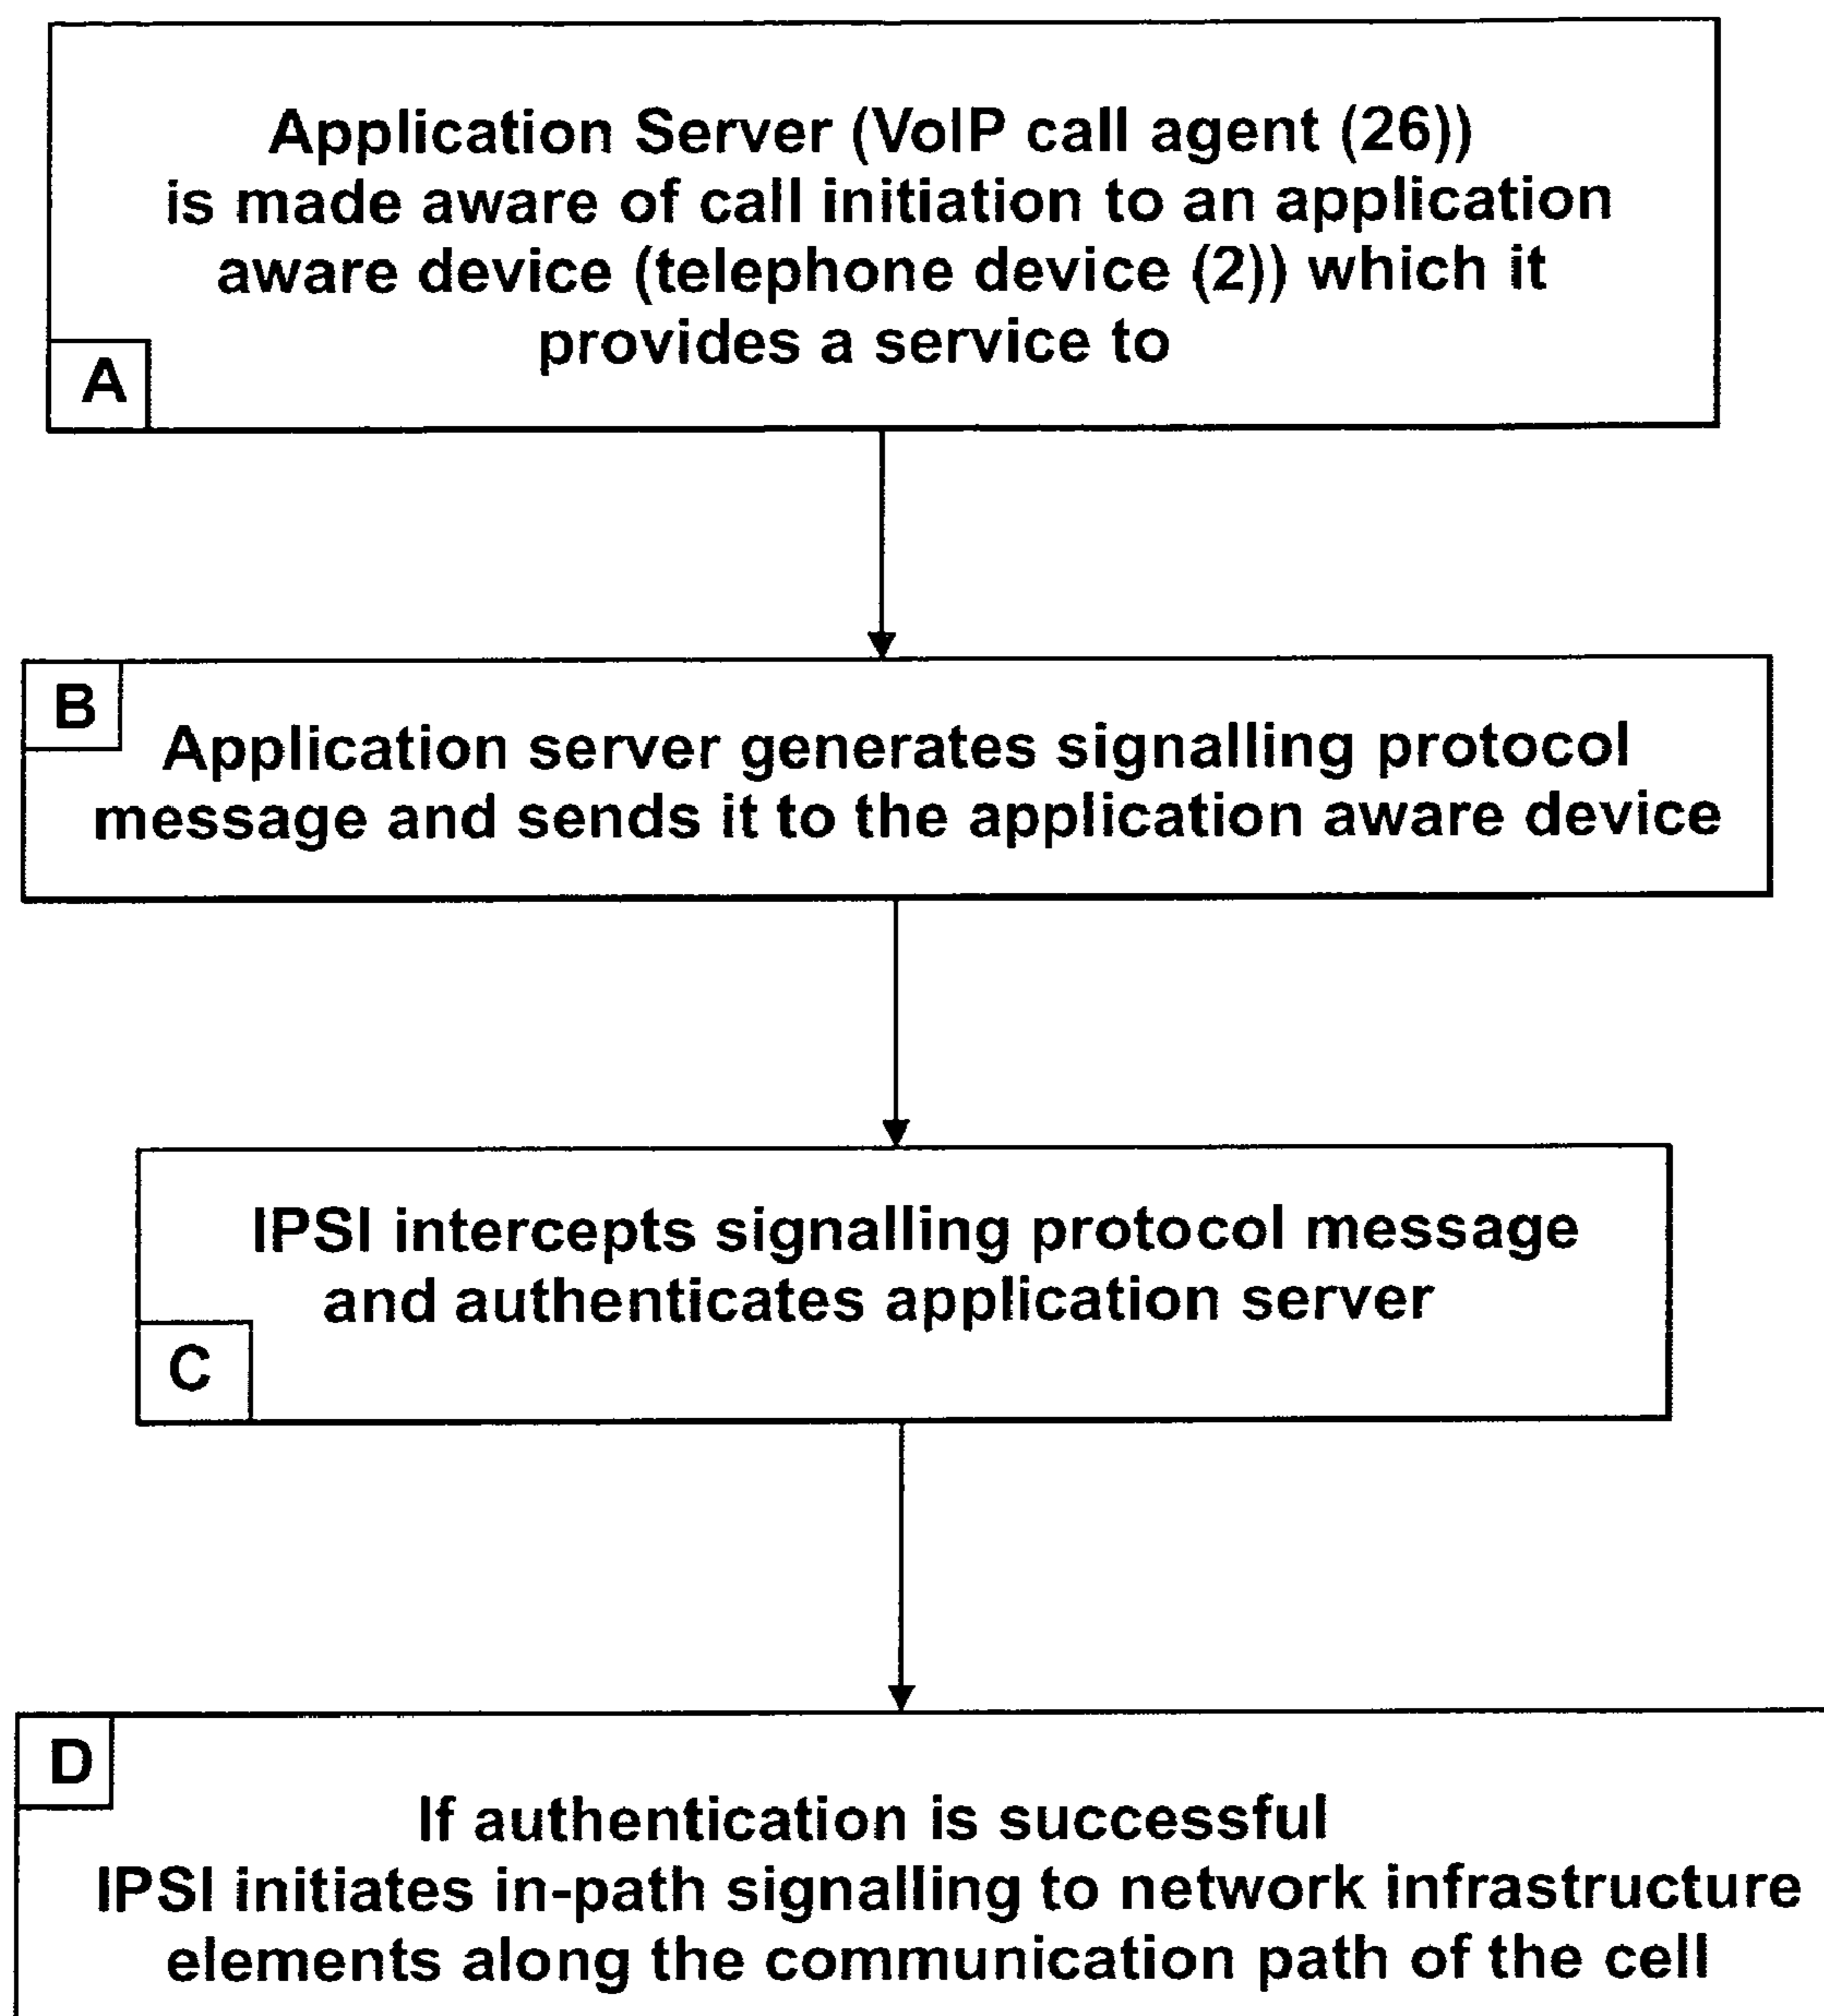 Application Server (VoIP call agent (26))
is made aware of call initiation to an application
aware device (telephone device (2)) which it
provides a service to
A
B
Application server generates signalling protocol
message and sends it to the application aware device
IPSI intercepts signalling protocol message
and authenticates application server
C
D
If authentication is successful
IPSI initiates in-path signalling to network infrastructure
elements along the communication path of the cell